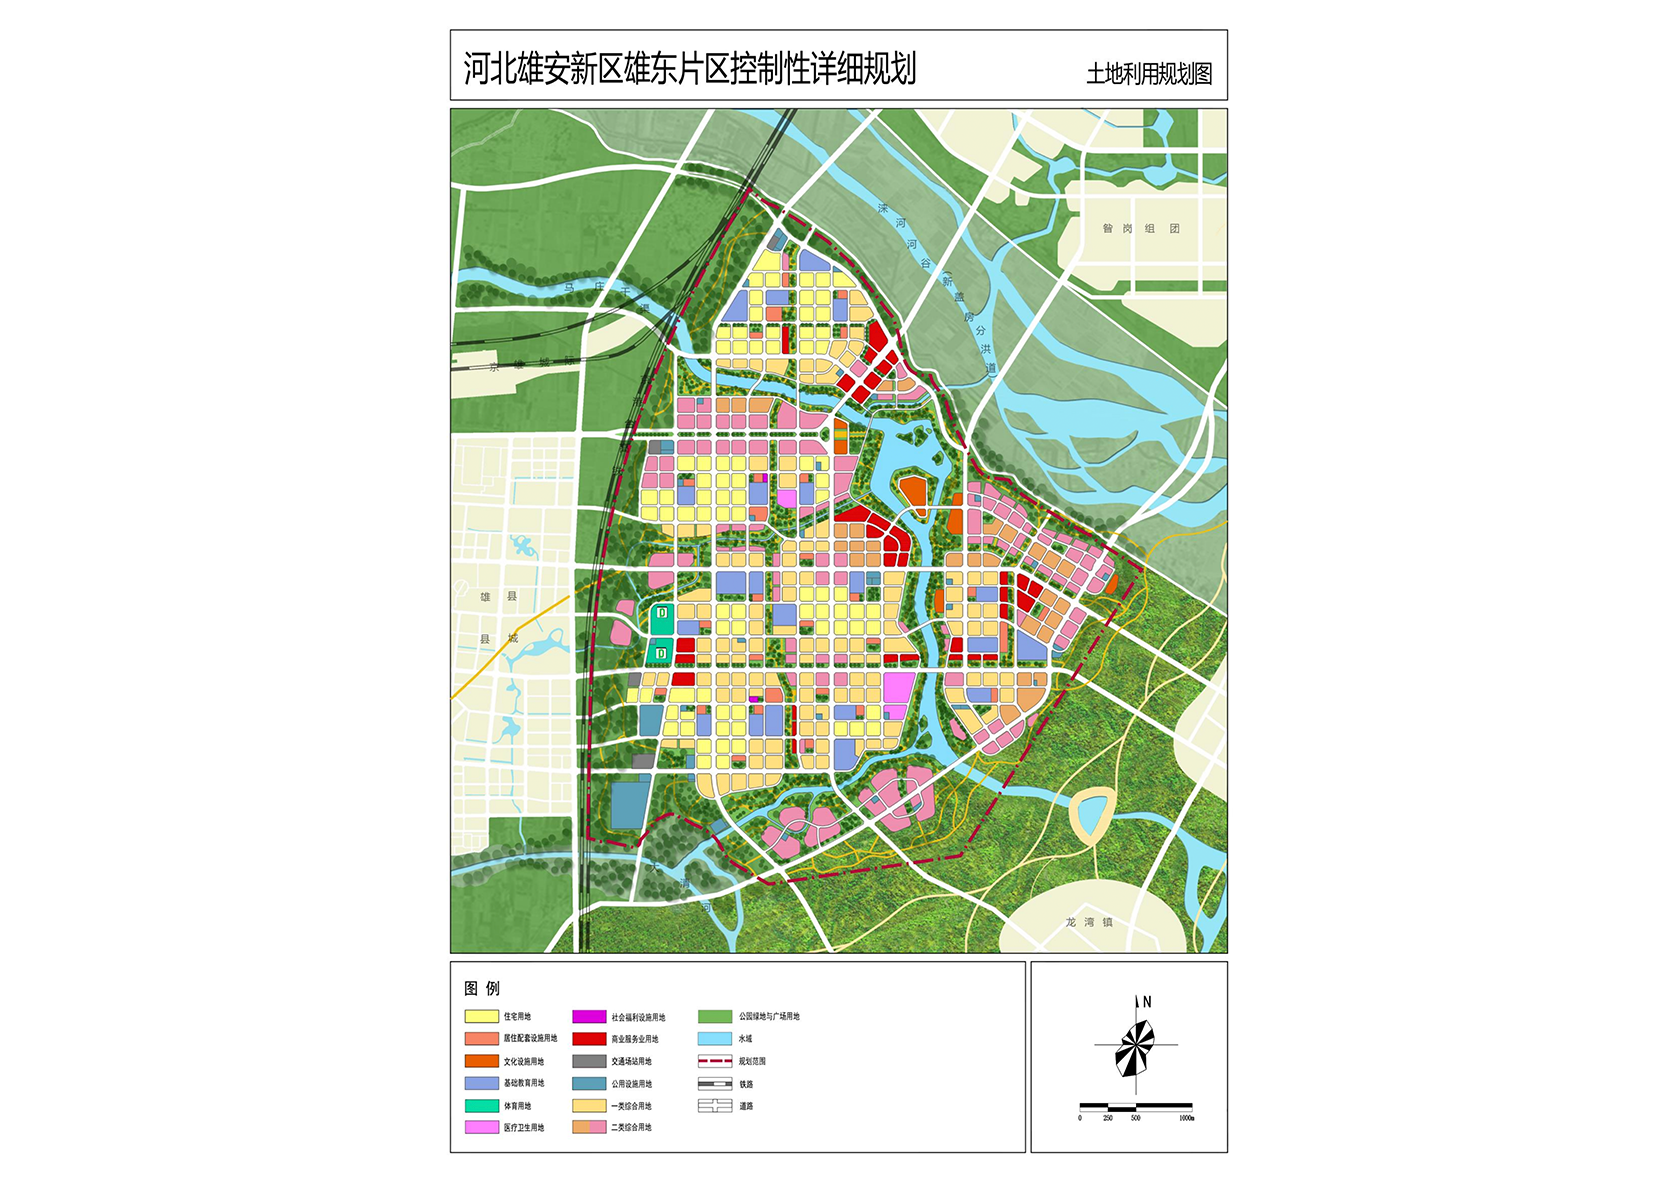 河北雄安新区雄东片区控制性详细规划
土地利用规划图
昝岗组团
涞河河谷(新盖房分洪道
马庄干渠
京雄城际
雄县
县城
大清河
龙湾镇
D
D
图例
住宅用地
居住配套设施用地
文化设施用地
基础教育用地
体育用地
医疗卫生用地
社会福利设施用地
商业服务业用地
交通场站用地
公用设施用地
一类综合用地
二类综合用地
公园绿地与广场用地
水域
规划范围
铁路
道路
N
0 250 500 1000m